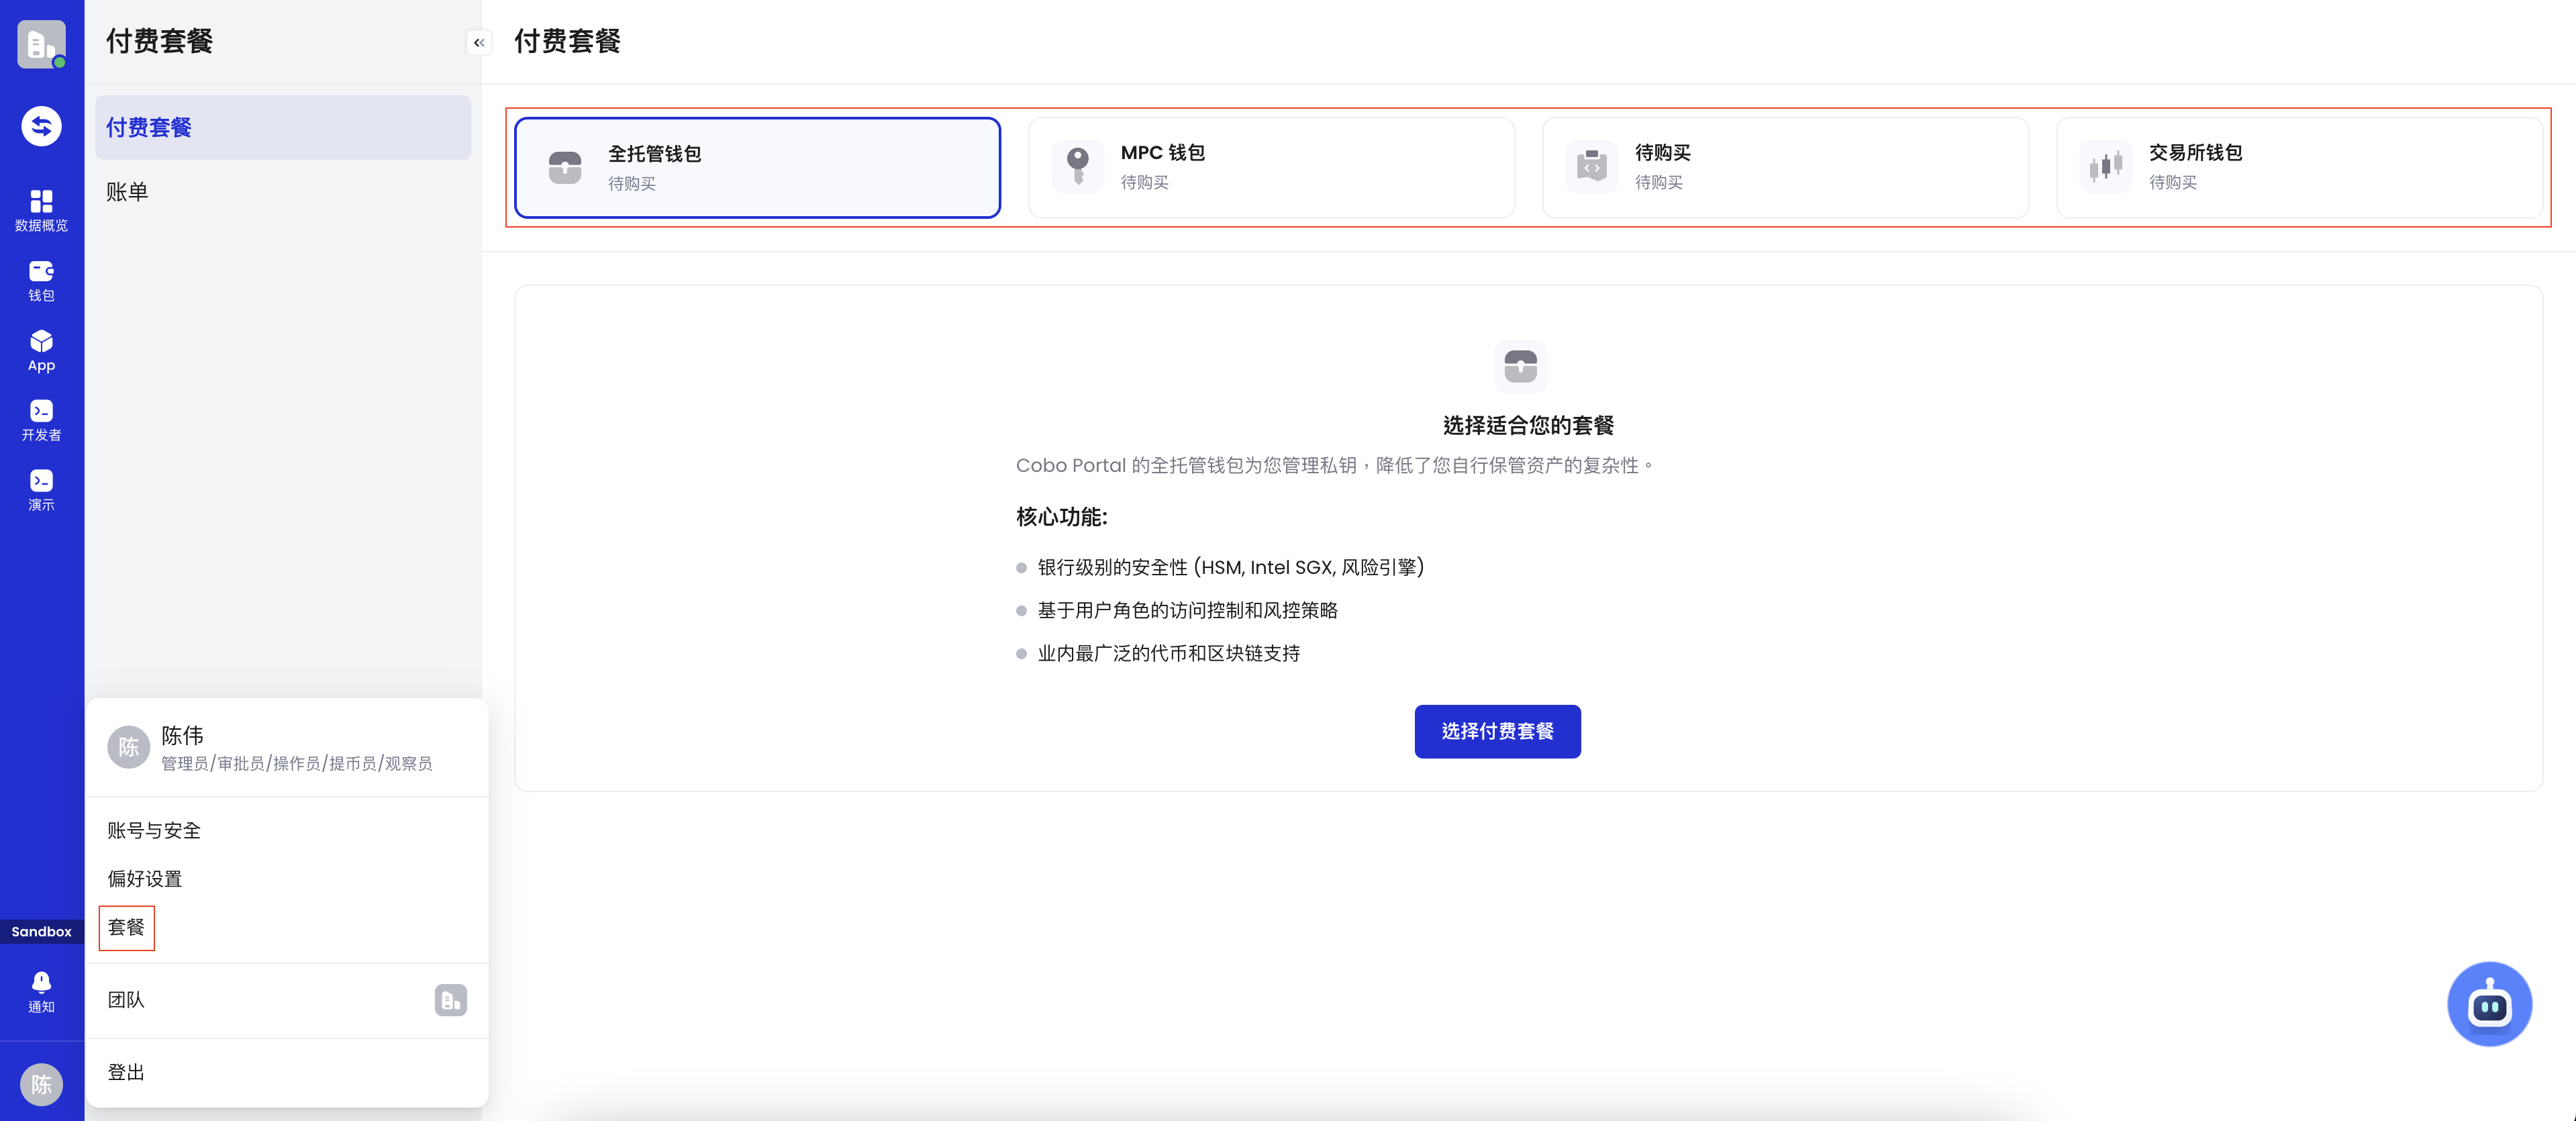 数据概览
钱包
App
开发者
演示
Sandbox
通知
陈
付费套餐
付费套餐
账单
陈
陈伟
管理员/审批员/操作员/提币员/观察员
账号与安全
偏好设置
套餐
团队
登出
付费套餐
全托管钱包
待购买
MPC 钱包
待购买
待购买
待购买
交易所钱包
待购买
选择适合您的套餐
Cobo Portal 的全托管钱包为您管理私钥，降低了您自行保管资产的复杂性。
核心功能:
银行级别的安全性 (HSM, Intel SGX, 风险引擎)
基于用户角色的访问控制和风控策略
业内最广泛的代币和区块链支持
选择付费套餐